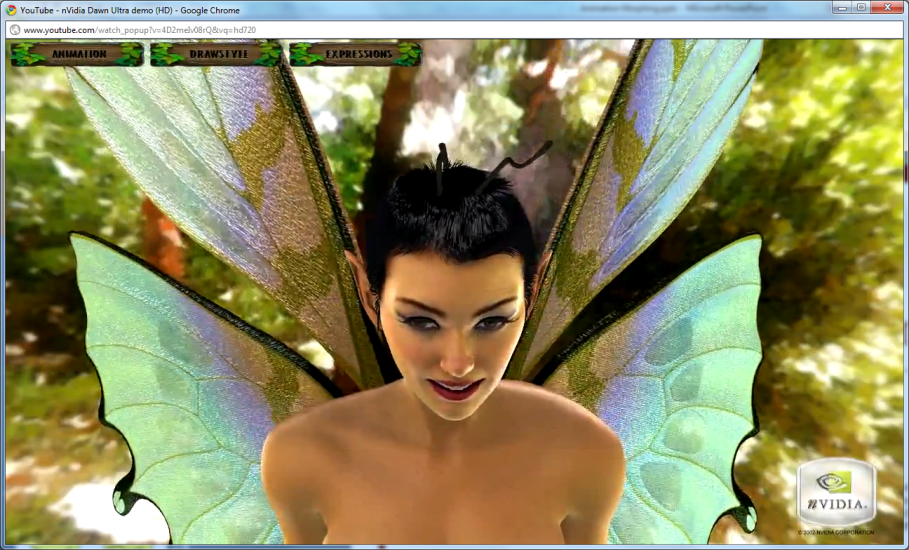 YouTube - nVidia Dawn Ultra demo (HD) - Google Chrome
www.youtube.com/watch_popup?v=4D2melv08rQ&vq=hd720
ANIMATION DRAWSTYLE EXPRESSIONS
nVIDIA.
© 2002 NVIDIA CORPORATION